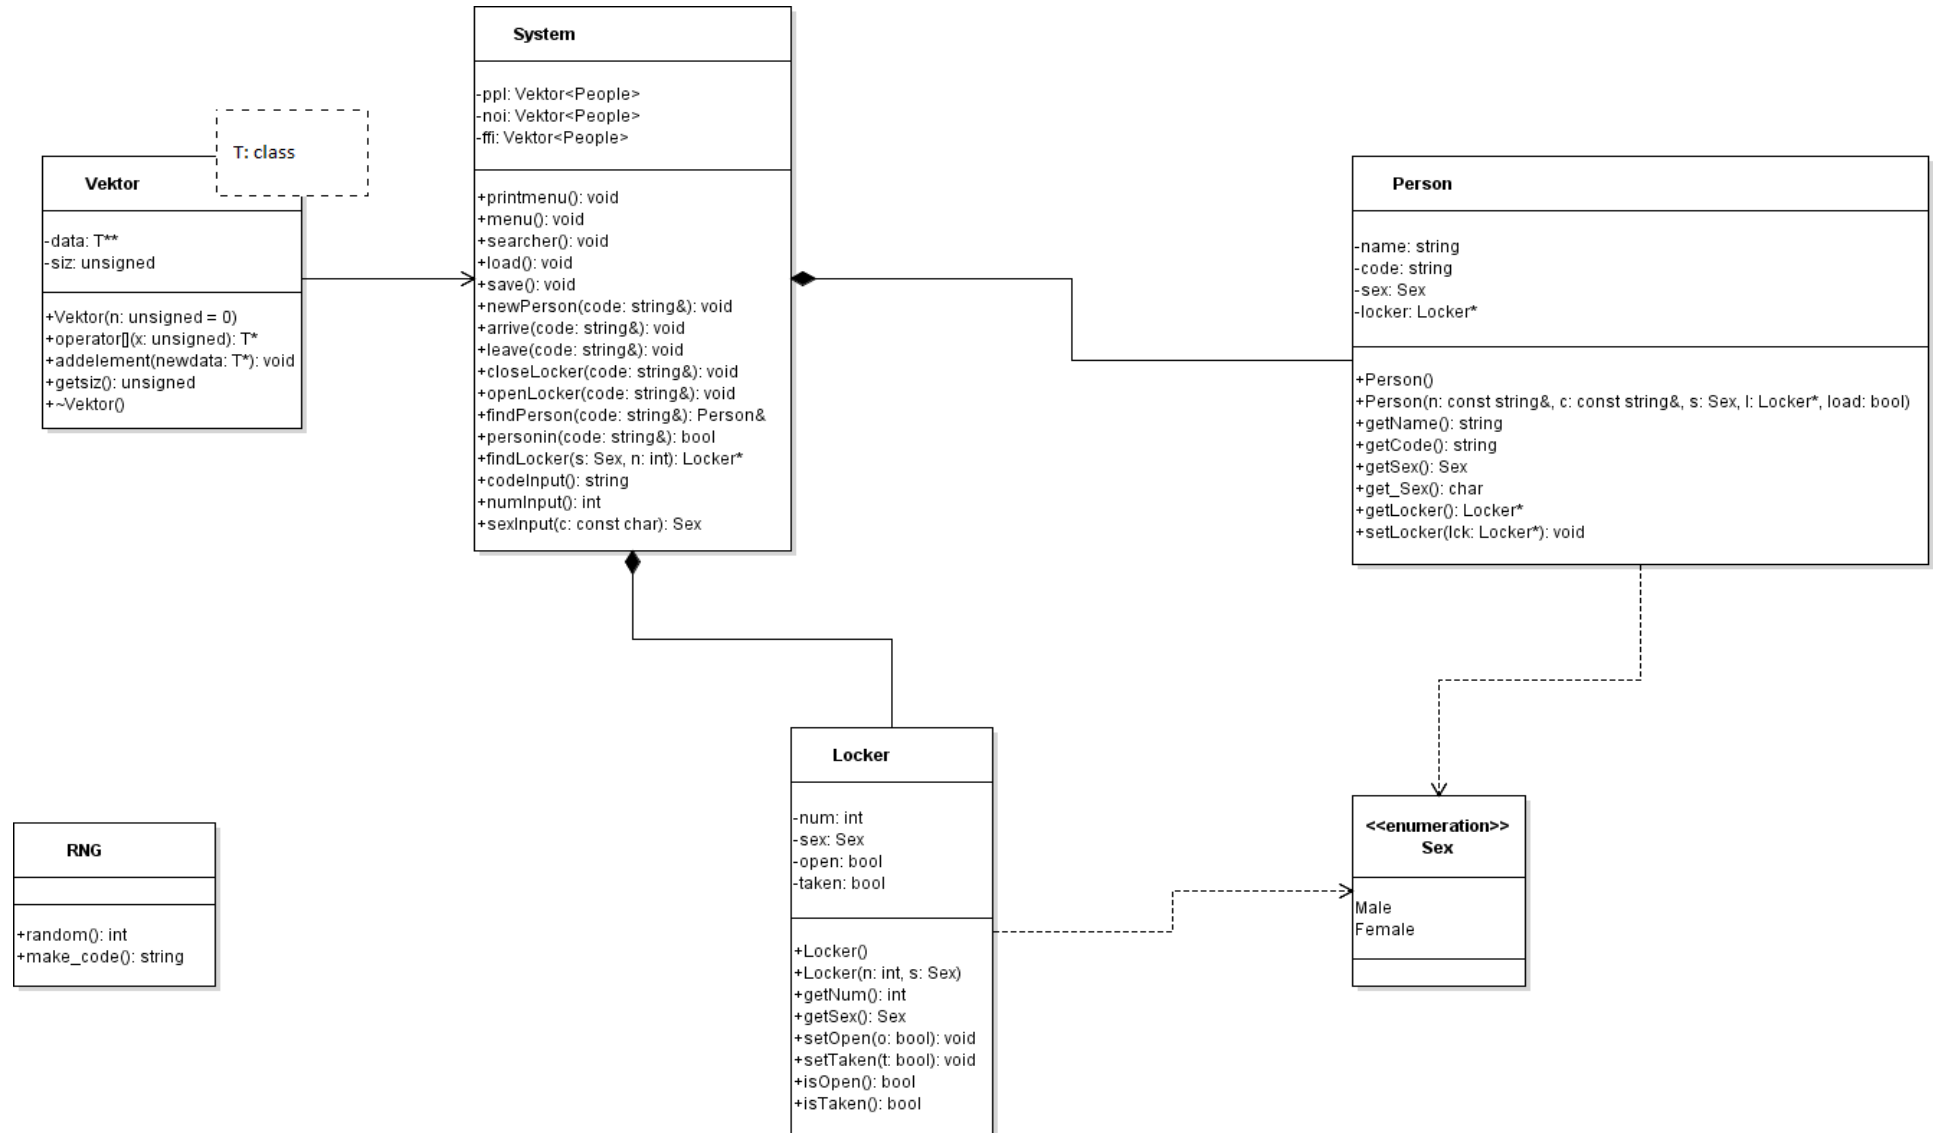 System
-ppl: Vektor<People>
-noi: Vektor<People>
-ffi: Vektor<People>
+printmenu(): void
+menu(): void
+searcher(): void
+load(): void
+save(): void
+newPerson(code: string&): void
+arrive(code: string&): void
+leave(code: string&): void
+closeLocker(code: string&): void
+openLocker(code: string&): void
+findPerson(code: string&): Person&
+personin(code: string&): bool
+findLocker(s: Sex, n: int): Locker*
+codeInput(): string
+numInput(): int
+sexInput(c: const char): Sex
T: class
Vektor
-data: T**
-siz: unsigned
+Vektor(n: unsigned = 0)
+operator[](x: unsigned): T*
+addelement(newdata: T*): void
+getsiz(): unsigned
+~Vektor()
Person
-name: string
-code: string
-sex: Sex
-locker: Locker*
+Person()
+Person(n: const string&, c: const string&, s: Sex, l: Locker*, load: bool)
+getName(): string
+getCode(): string
+getSex(): Sex
+get_Sex(): char
+getLocker(): Locker*
+setLocker(lck: Locker*): void
Locker
-num: int
-sex: Sex
-open: bool
-taken: bool
+Locker()
+Locker(n: int, s: Sex)
+getNum(): int
+getSex(): Sex
+setOpen(o: bool): void
+setTaken(t: bool): void
+isOpen(): bool
+isTaken(): bool
<<enumeration>>
Sex
Male
Female
RNG
+random(): int
+make_code(): string